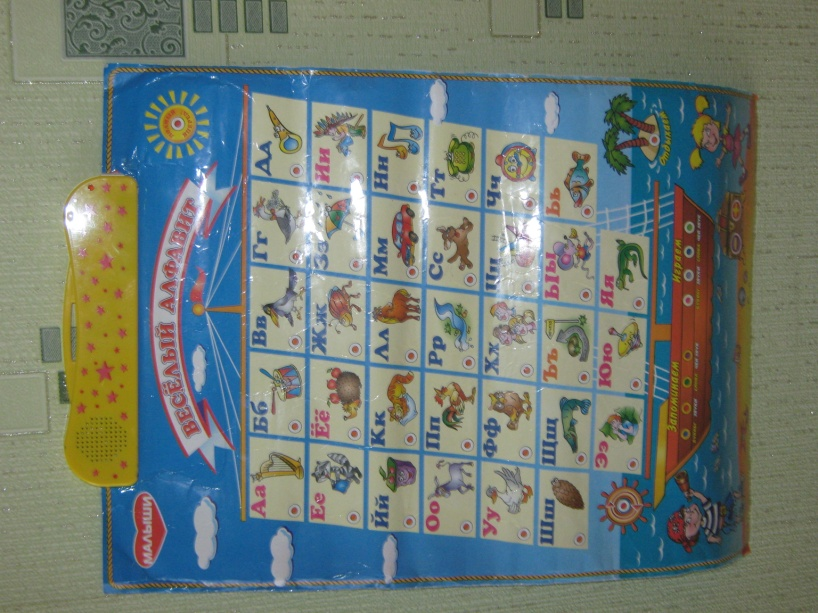 МАЛЫШИ
ВЕСЁЛЫЙ АЛФАВИТ
Аа Бб Вв Гг Дд
Ее Ёё Жж Зз Ии
Йй Кк Лл Мм Нн
Оо Пп Рр Сс Тт
Уу Фф Хх Цц Чч
Шш Щщ Ъъ Ыы Ьь
Ээ Юю Яя
Запоминаем
Играем
Отдыхаем